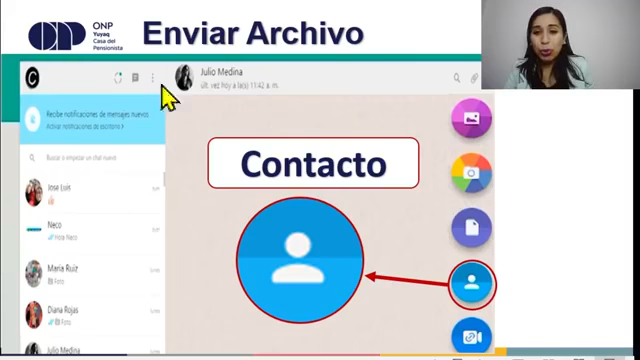 ONP
ONP
Yuyaq
Casa del
Pensionista
Enviar Archivo
C
Julio Medina
últ. vez hoy a la(s) 11:42 a. m.
Recibe notificaciones de mensajes nuevos
Activar notificaciones de escritorio
Buscar o empezar un chat nuevo
José Luis
Neco
Hola Neco
María Ruiz
Foto
Diana Rojas
Foto
Julio Medina
Contacto